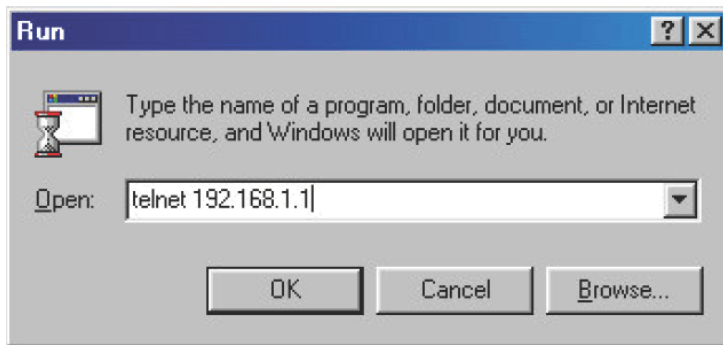 Run
Type the name of a program, folder, document, or Internet
resource, and Windows will open it for you.
Open: telnet 192.168.1.1
OK Cancel Browse...